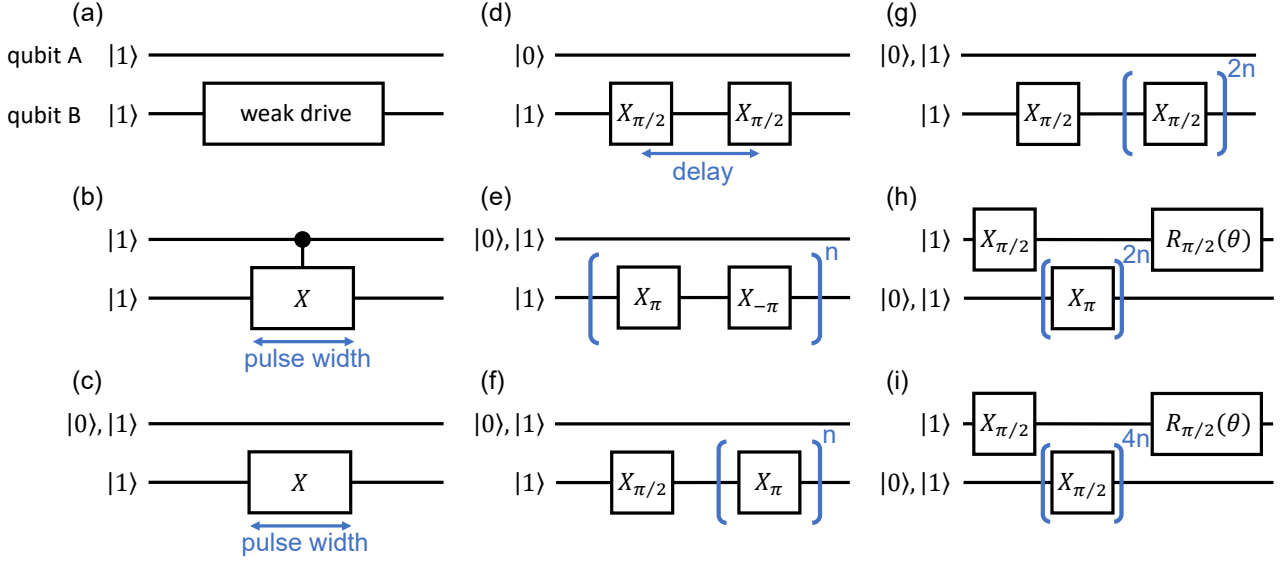 (a)
qubit A |1⟩
qubit B |1⟩ weak drive
(b)
|1⟩
|1⟩ X
pulse width
(c)
|0⟩, |1⟩
|1⟩ X
pulse width
(d)
|0⟩
|1⟩ X_{π/2} X_{π/2}
delay
(e)
|0⟩, |1⟩
n
|1⟩ X_π X_{−π}
(f)
|0⟩, |1⟩
n
|1⟩ X_{π/2} X_π
(g)
|0⟩, |1⟩
2n
|1⟩ X_{π/2} X_{π/2}
(h)
|1⟩ X_{π/2} R_{π/2}(θ)
2n
|0⟩, |1⟩ X_π
(i)
|1⟩ X_{π/2} R_{π/2}(θ)
4n
|0⟩, |1⟩ X_{π/2}